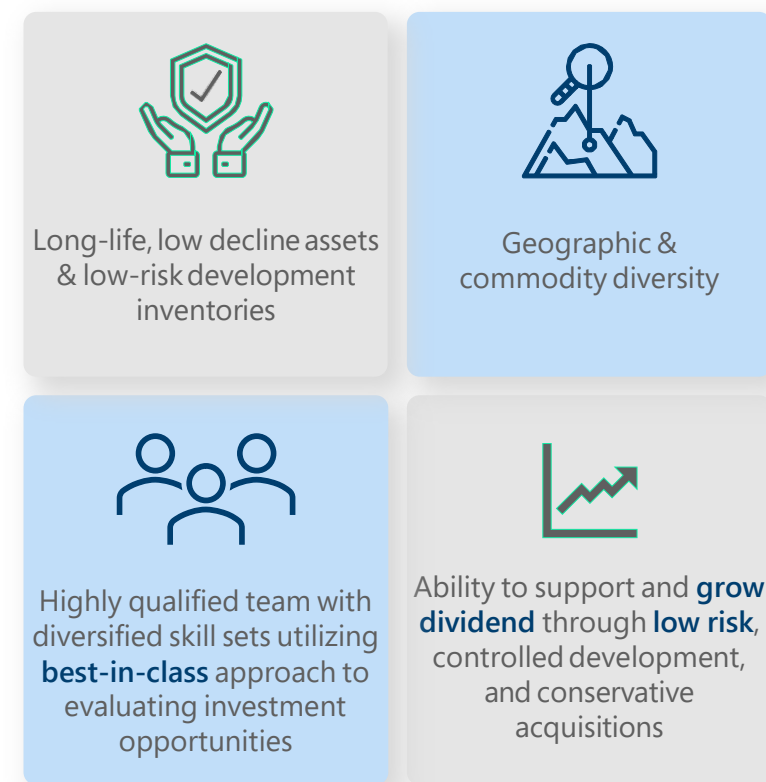 Long-life, low decline assets
& low-risk development
inventories
Geographic &
commodity diversity
Highly qualified team with
diversified skill sets utilizing
best-in-class approach to
evaluating investment
opportunities
Ability to support and grow
dividend through low risk,
controlled development,
and conservative
acquisitions